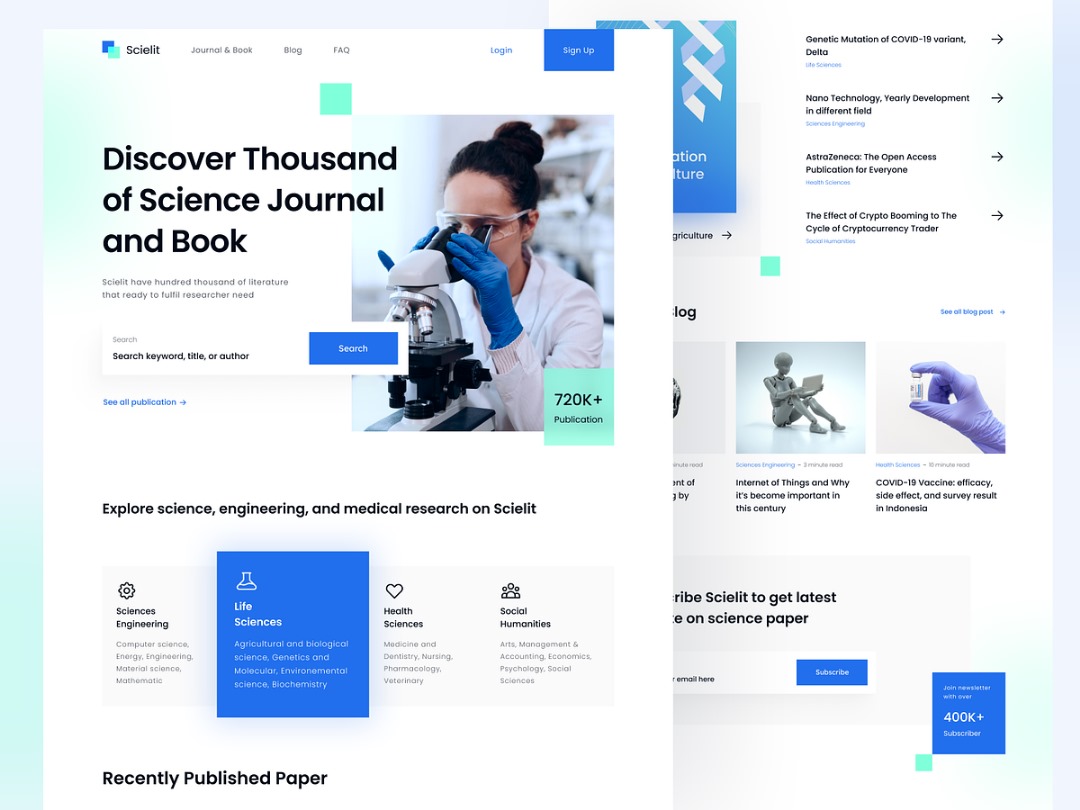 Scielit
Journal & Book
Blog
FAQ
Login
Sign Up
Discover Thousand
of Science Journal
and Book
Scielit have hundred thousand of literature
that ready to fulfil researcher need
Search
Search keyword, title, or author
Search
See all publication →
720K+
Publication
Explore science, engineering, and medical research on Scielit
Sciences
Engineering
Computer science,
Energy, Engineering,
Material science,
Mathematic
Life
Sciences
Agricultural and biological
science, Genetics and
Molecular, Environemental
science, Biochemistry
Health
Sciences
Medicine and
Dentistry, Nursing,
Pharmacology,
Veterinary
Social
Humanities
Arts, Management &
Accounting, Economics,
Psychology, Social
Sciences
Recently Published Paper
ation
lture
griculture →
Genetic Mutation of COVID-19 variant,
Delta
Life Sciences
Nano Technology, Yearly Development
in different field
Sciences Engineering
AstraZeneca: The Open Access
Publication for Everyone
Health Sciences
The Effect of Crypto Booming to The
Cycle of Cryptocurrency Trader
Social Humanities
Blog
See all blog post →
inute read
ent of
g by
Sciences Engineering – 3 minute read
Internet of Things and Why
it's become important in
this century
Health Sciences – 10 minute read
COVID-19 Vaccine: efficacy,
side effect, and survey result
in Indonesia
cribe Scielit to get latest
te on science paper
r email here
Subscribe
Join newsletter
with over
400K+
Subscriber